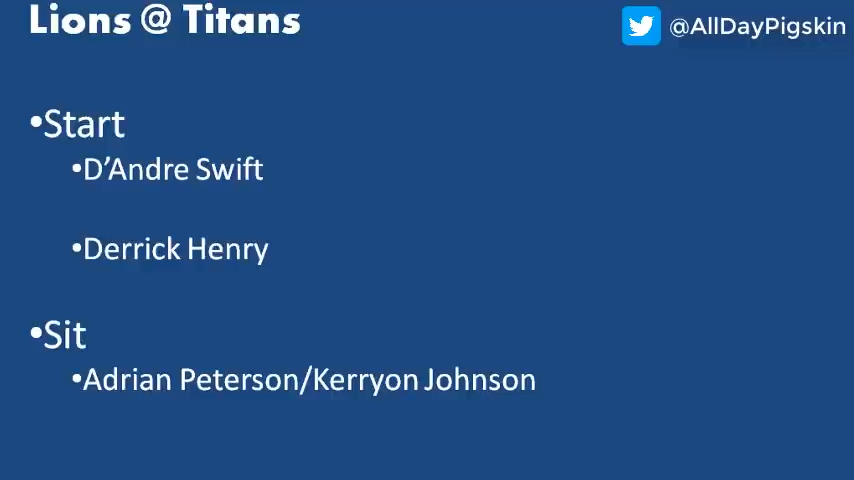 Lions @ Titans
@AllDayPigskin
•Start
•D’Andre Swift
•Derrick Henry
•Sit
•Adrian Peterson/Kerryon Johnson